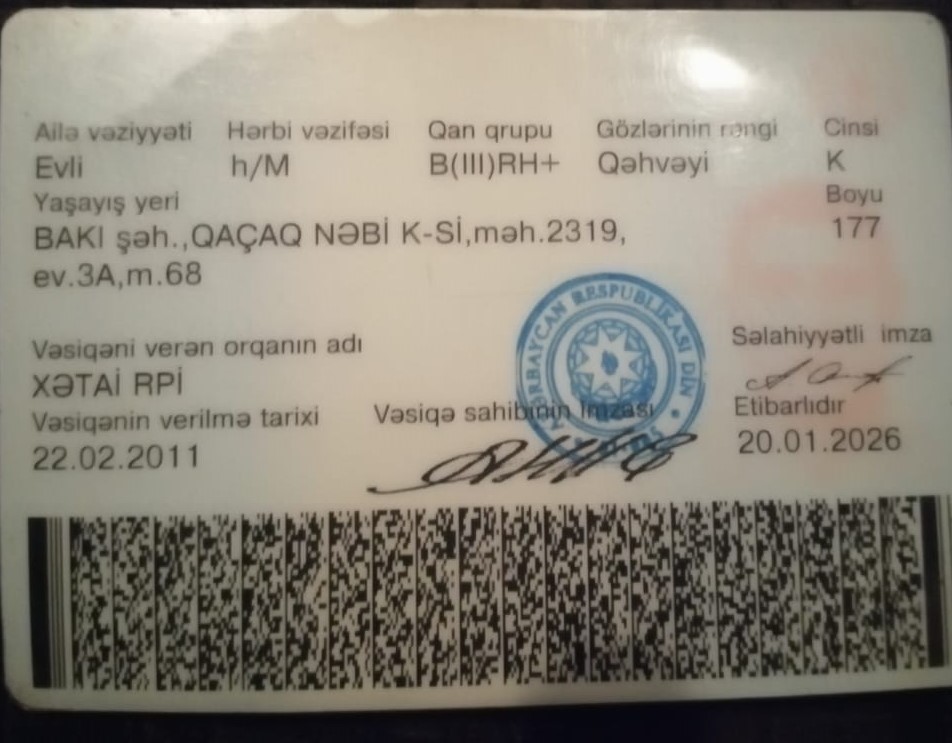 Ailə vəziyyəti Hərbi vəzifəsi Qan qrupu Gözlərinin rəngi Cinsi
Evli h/M B(III)RH+ Qəhvəyi K
Yaşayış yeri Boyu
BAKI şəh.,QAÇAQ NƏBİ K-Sİ,məh.2319, 177
ev.3A,m.68
Vəsiqəni verən orqanın adı Səlahiyyətli imza
XƏTAİ RPİ
Vəsiqənin verilmə tarixi Vəsiqə sahibinin imzası Etibarlıdır
22.02.2011 20.01.2026
AZƏRBAYCAN RESPUBLİKASI DİN